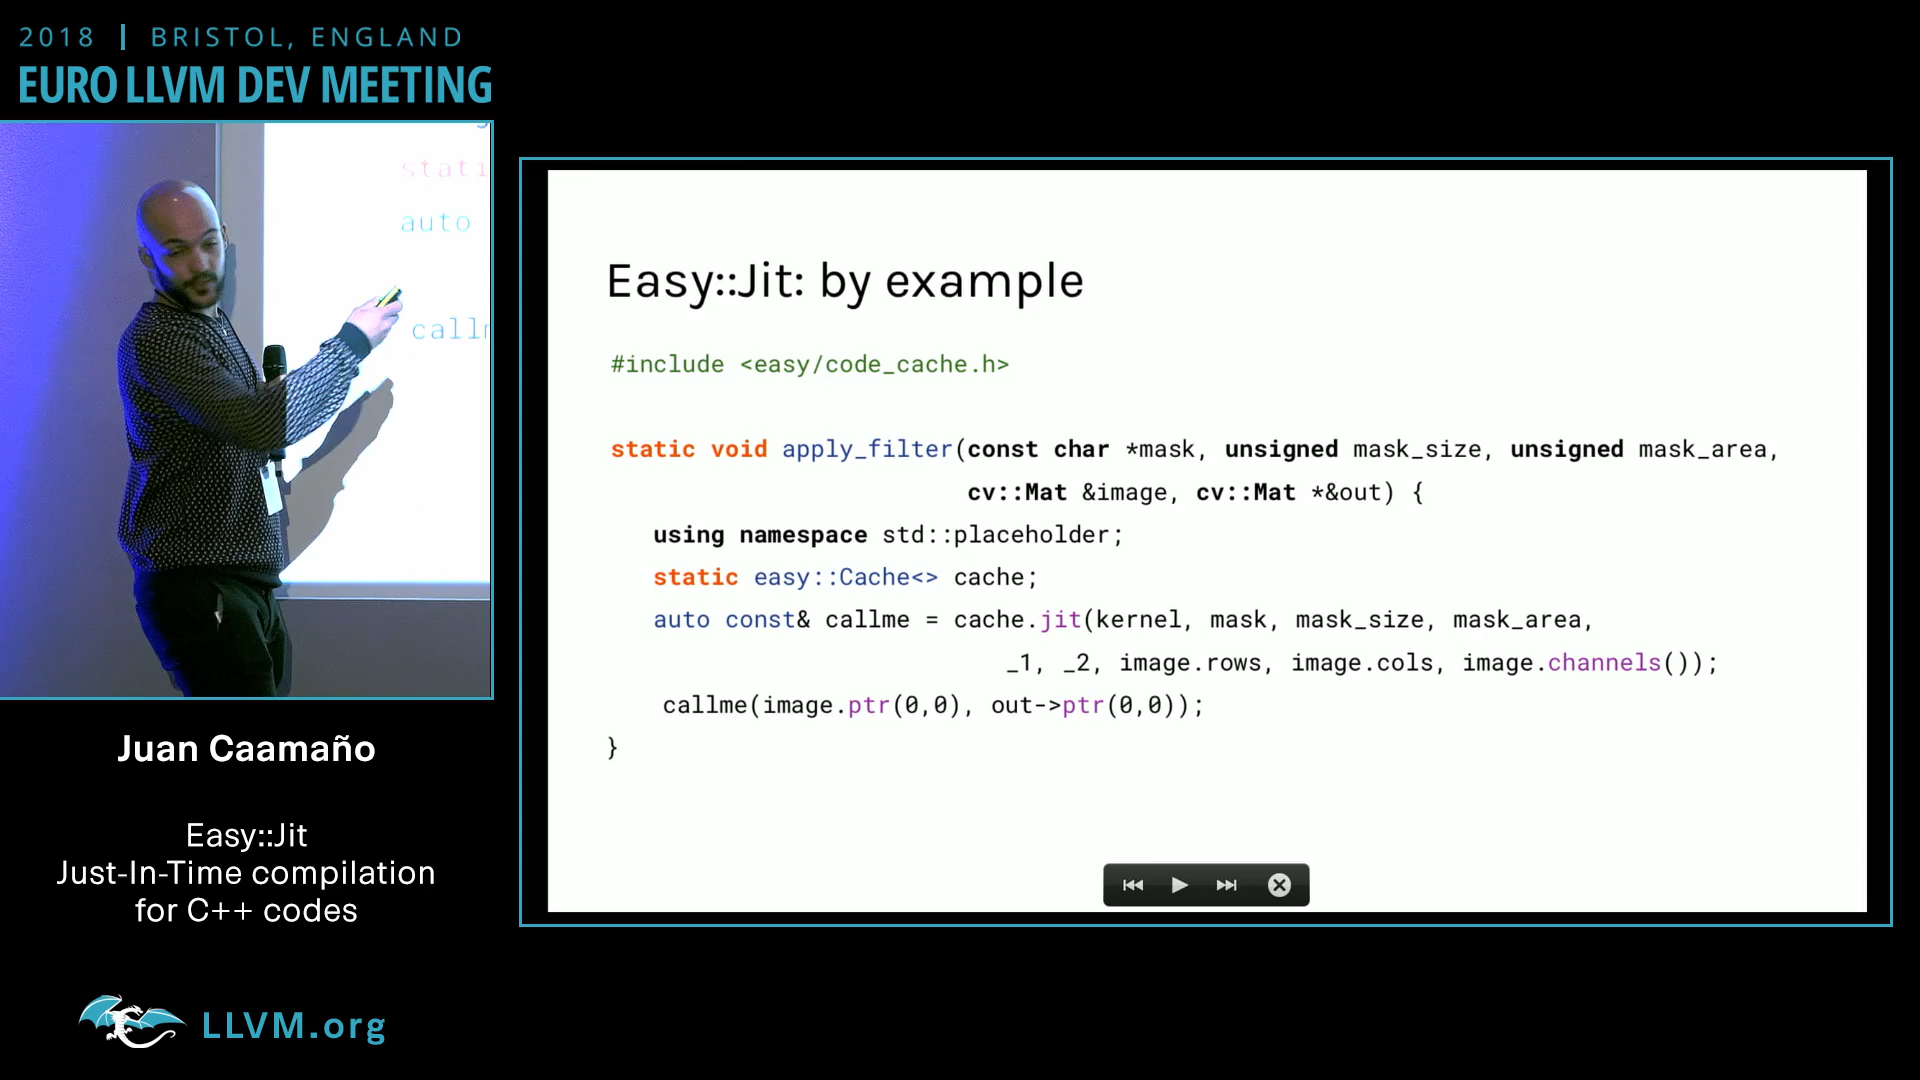 2018 | BRISTOL, ENGLAND
EURO LLVM DEV MEETING
stati
auto
callm
Easy::Jit: by example
#include <easy/code_cache.h>
static void apply_filter(const char *mask, unsigned mask_size, unsigned mask_area,
cv::Mat &image, cv::Mat *&out) {
using namespace std::placeholder;
static easy::Cache<> cache;
auto const& callme = cache.jit(kernel, mask, mask_size, mask_area,
_1, _2, image.rows, image.cols, image.channels());
callme(image.ptr(0,0), out->ptr(0,0));
}
Juan Caamaño
Easy::Jit
Just-In-Time compilation
for C++ codes
LLVM.org